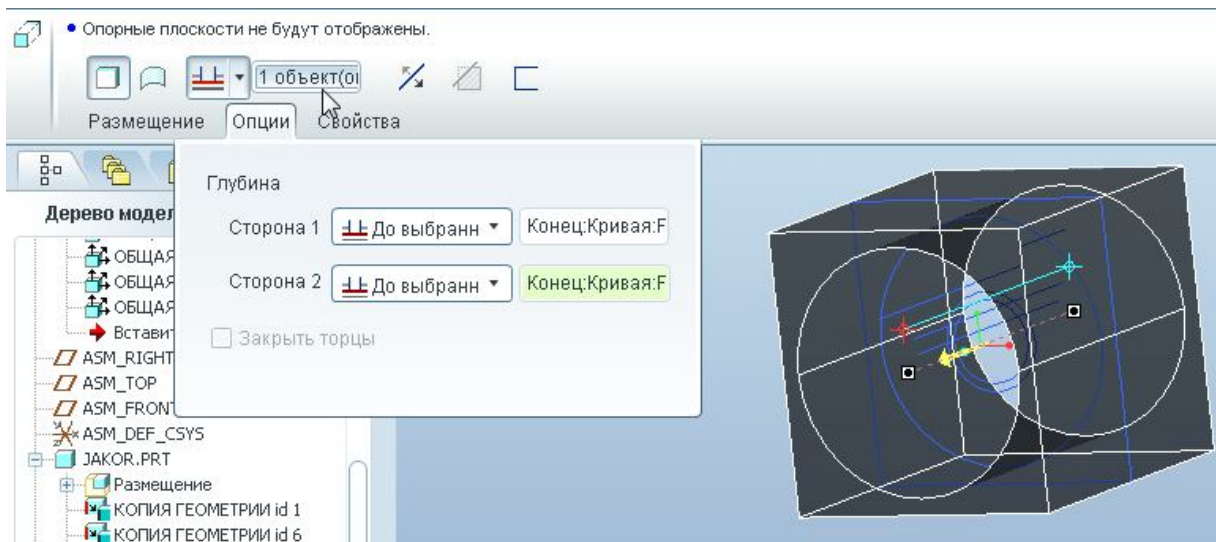 Опорные плоскости не будут отображены.
1 объект(
Размещение Опции Свойства
Глубина
Дерево модел
Сторона 1 До выбранн Конец:Кривая:F
ОБЩАЯ
ОБЩАЯ
Сторона 2 До выбранн Конец:Кривая:F
ОБЩАЯ
Вставит
Закрыть торцы
ASM_RIGHT
ASM_TOP
ASM_FRONT
ASM_DEF_CSYS
JAKOR.PRT
Размещение
КОПИЯ ГЕОМЕТРИИ id 1
КОПИЯ ГЕОМЕТРИИ id 6